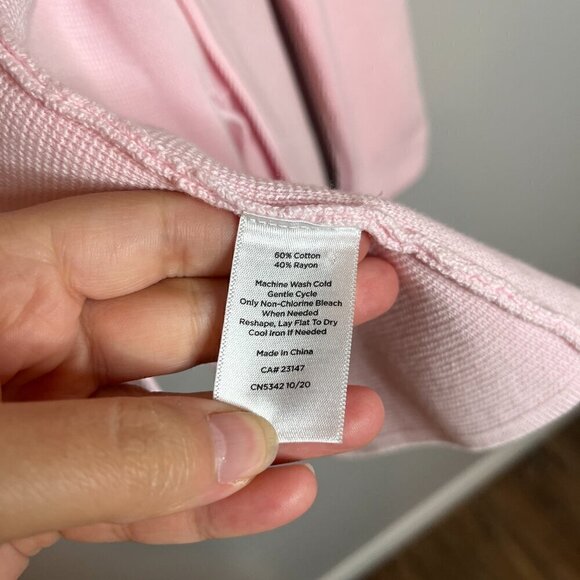 60% Cotton
40% Rayon
Machine Wash Cold
Gentle Cycle
Only Non-Chlorine Bleach
When Needed
Reshape, Lay Flat To Dry
Cool Iron If Needed
Made in China
CA# 23147
CN5342 10/20